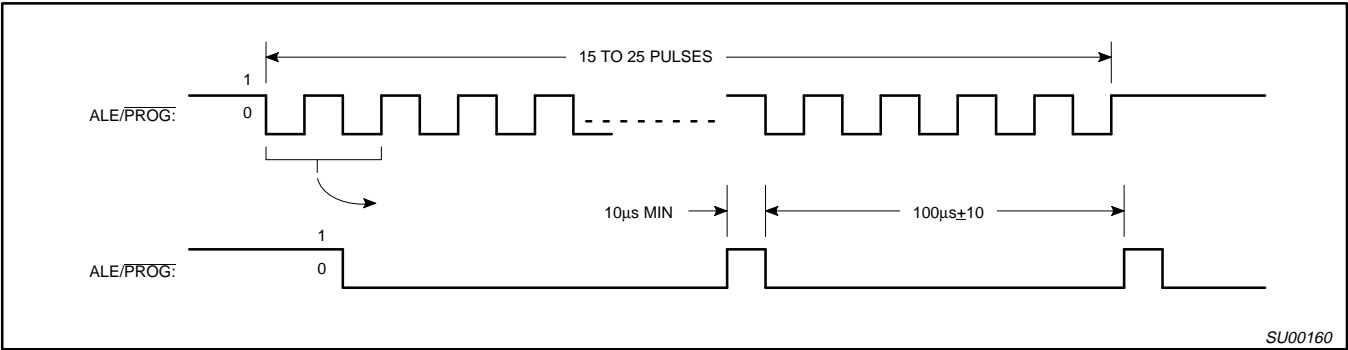 15 TO 25 PULSES
1
ALE/PROG:
0
10µs MIN
100µs±10
1
ALE/PROG:
0
SU00160